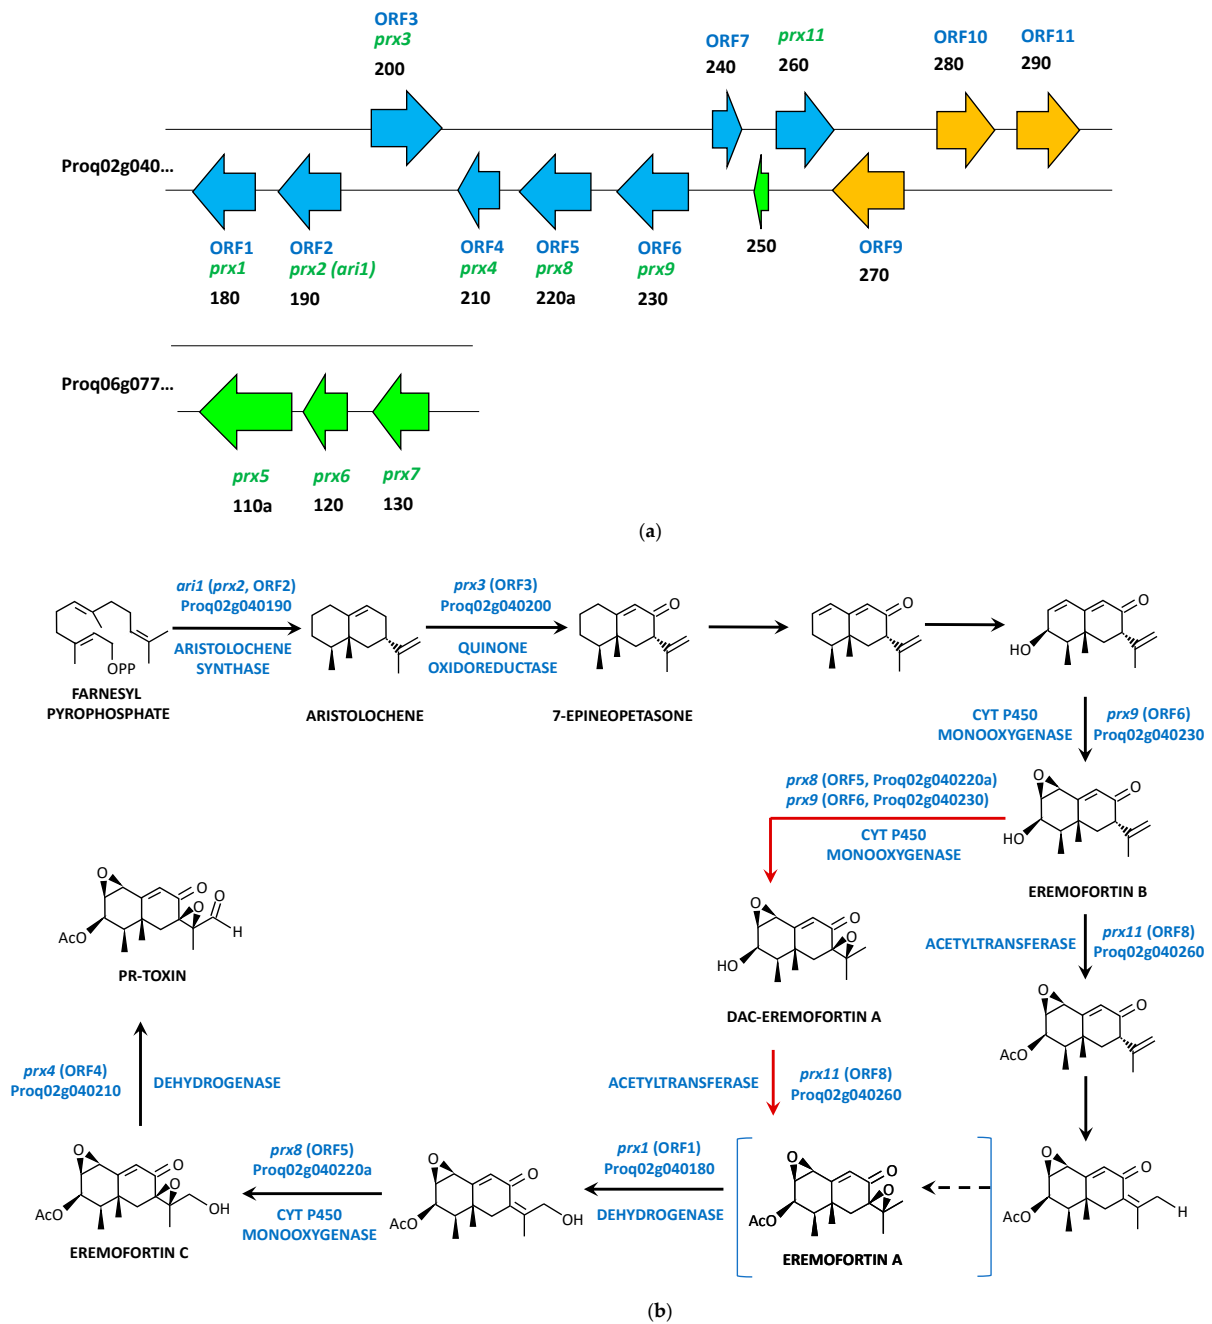 ORF3
prx3
200
ORF7
240
prx11
260
ORF10
280
ORF11
290
Proq02g040...
ORF1
prx1
180
ORF2
prx2 (ari1)
190
ORF4
prx4
210
ORF5
prx8
220a
ORF6
prx9
230
250
ORF9
270
Proq06g077...
prx5
110a
prx6
120
prx7
130
(a)
ari1 (prx2, ORF2)
Proq02g040190
ARISTOLOCHENE
SYNTHASE
prx3 (ORF3)
Proq02g040200
QUINONE
OXIDOREDUCTASE
OPP
FARNESYL
PYROPHOSPHATE
ARISTOLOCHENE
O
7-EPINEOPETASONE
O
O
HO
CYT P450
MONOOXYGENASE
prx9 (ORF6)
Proq02g040230
prx8 (ORF5, Proq02g040220a)
prx9 (ORF6, Proq02g040230)
CYT P450
MONOOXYGENASE
O
O
HO
EREMOFORTIN B
ACETYLTRANSFERASE
prx11 (ORF8)
Proq02g040260
O
O
O
HO
DAC-EREMOFORTIN A
O
O
AcO
ACETYLTRANSFERASE
prx11 (ORF8)
Proq02g040260
O
O
AcO
H
O
O
O
AcO
EREMOFORTIN A
prx1 (ORF1)
Proq02g040180
DEHYDROGENASE
O
O
AcO
OH
prx8 (ORF5)
Proq02g040220a
CYT P450
MONOOXYGENASE
O
O
O
OH
AcO
EREMOFORTIN C
prx4 (ORF4)
Proq02g040210
DEHYDROGENASE
O
O
O
O
H
AcO
PR-TOXIN
(b)